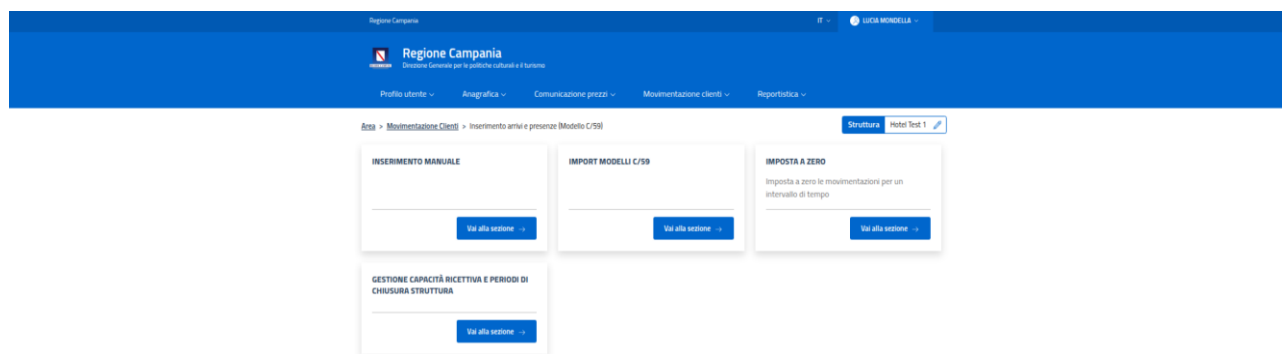 Regione Campania
IT
LUCIA MONDELLA
Regione Campania
Direzione Generale per le politiche culturali e il turismo
Profilo utente
Anagrafica
Comunicazione prezzi
Movimentazione clienti
Reportistica
Area > Movimentazione Clienti > Inserimento arrivi e presenze (Modello C/59)
Struttura Hotel Test 1
INSERIMENTO MANUALE
Vai alla sezione →
IMPORT MODELLI C/59
Vai alla sezione →
IMPOSTA A ZERO
Imposta a zero le movimentazioni per un
intervallo di tempo
Vai alla sezione →
GESTIONE CAPACITÀ RICETTIVA E PERIODI DI
CHIUSURA STRUTTURA
Vai alla sezione →